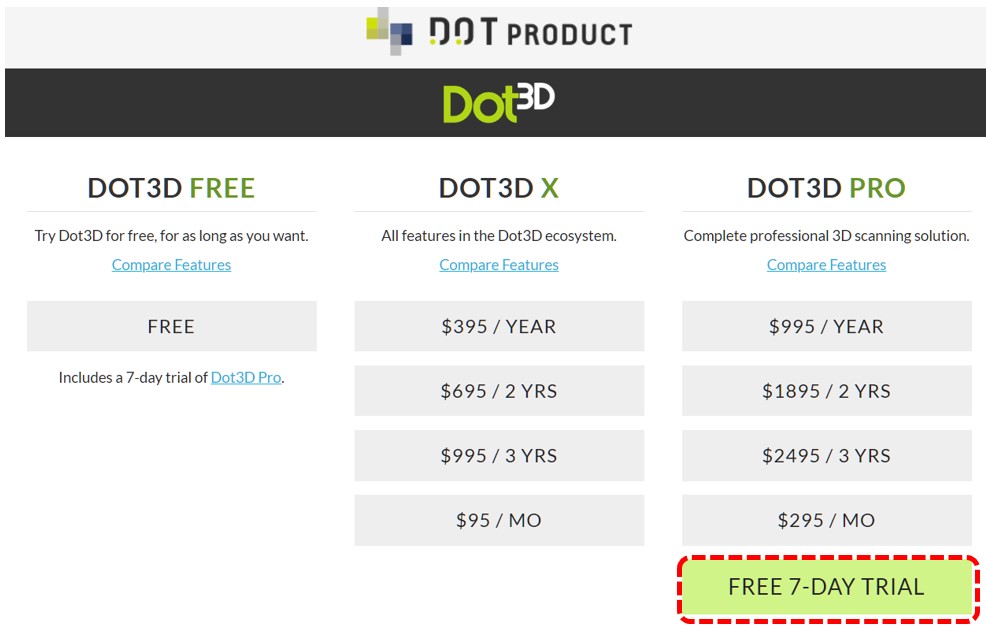 DOT PRODUCT
Dot3D
DOT3D FREE
Try Dot3D for free, for as long as you want.
Compare Features
FREE
Includes a 7-day trial of Dot3D Pro.
DOT3D X
All features in the Dot3D ecosystem.
Compare Features
$395 / YEAR
$695 / 2 YRS
$995 / 3 YRS
$95 / MO
DOT3D PRO
Complete professional 3D scanning solution.
Compare Features
$995 / YEAR
$1895 / 2 YRS
$2495 / 3 YRS
$295 / MO
FREE 7-DAY TRIAL